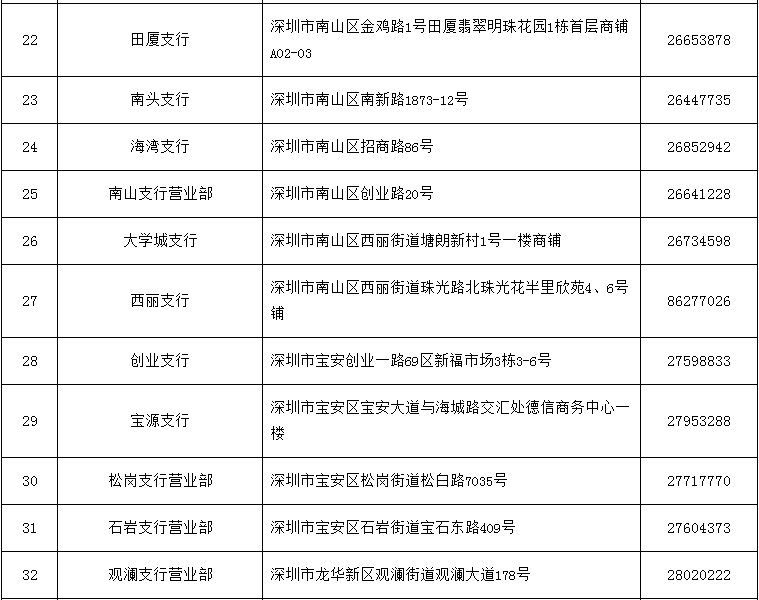 22 田厦支行 深圳市南山区金鸡路1号田厦翡翠明珠花园1栋首层商铺
A02-03 26653878
23 南头支行 深圳市南山区南新路1873-12号 26447735
24 海湾支行 深圳市南山区招商路86号 26852942
25 南山支行营业部 深圳市南山区创业路20号 26641228
26 大学城支行 深圳市南山区西丽街道塘朗新村1号一楼商铺 26734598
27 西丽支行 深圳市南山区西丽街道珠光路北珠光花半里欣苑4、6号
铺 86277026
28 创业支行 深圳市宝安创业一路69区新福市场3栋3-6号 27598833
29 宝源支行 深圳市宝安区宝安大道与海城路交汇处德信商务中心一
楼 27953288
30 松岗支行营业部 深圳市宝安区松岗街道松白路7035号 27717770
31 石岩支行营业部 深圳市宝安区石岩街道宝石东路409号 27604373
32 观澜支行营业部 深圳市龙华新区观澜街道观澜大道178号 28020222